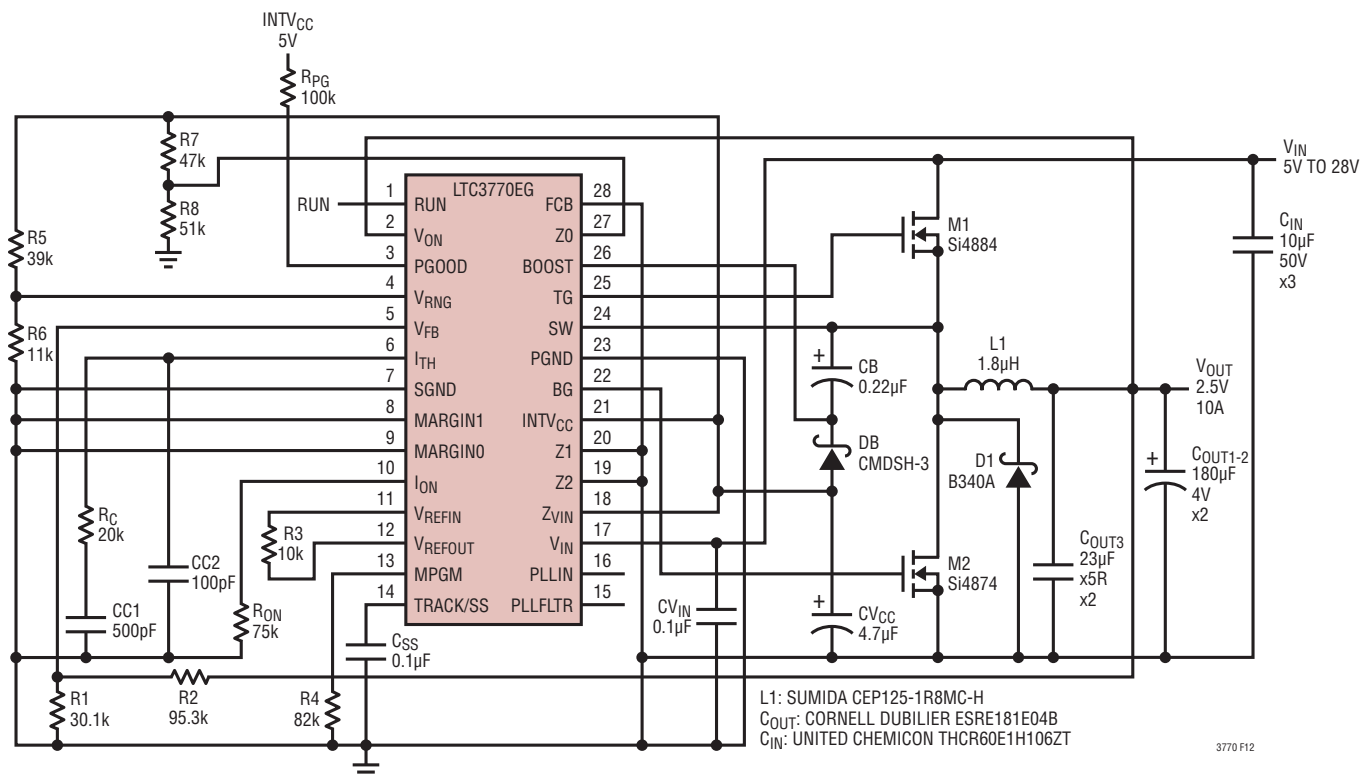 INTVCC
5V
RPG
100k
R7
47k
R8
51k
R5
39k
R6
11k
RUN
LTC3770EG
1 RUN
2 VON
3 PGOOD
4 VRNG
5 VFB
6 ITH
7 SGND
8 MARGIN1
9 MARGIN0
10 ION
11 VREFIN
12 VREFOUT
13 MPGM
14 TRACK/SS
FCB 28
Z0 27
BOOST 26
TG 25
SW 24
PGND 23
BG 22
INTVCC 21
Z1 20
Z2 19
ZVIN 18
VIN 17
PLLIN 16
PLLFLTR 15
RC
20k
CC1
500pF
CC2
100pF
RON
75k
R3
10k
CSS
0.1µF
R1
30.1k
R2
95.3k
R4
82k
CVIN
0.1µF
+
CB
0.22µF
DB
CMDSH-3
+
CVCC
4.7µF
M1
Si4884
L1
1.8µH
D1
B340A
M2
Si4874
VIN
5V TO 28V
CIN
10µF
50V
x3
VOUT
2.5V
10A
+
COUT1-2
180µF
4V
x2
COUT3
23µF
x5R
x2
L1: SUMIDA CEP125-1R8MC-H
COUT: CORNELL DUBILIER ESRE181E04B
CIN: UNITED CHEMICON THCR60E1H106ZT
3770 F12